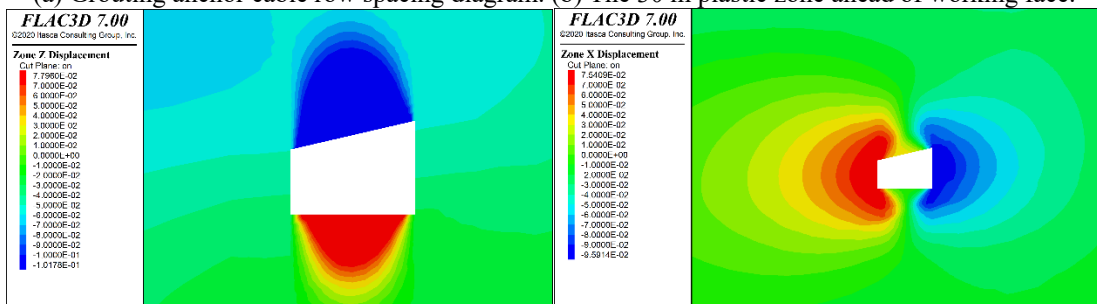 (a) Grouting anchor cable row spacing diagram. (b) The 30 m plastic zone ahead of working face.
FLAC3D 7.00
©2020 Itasca Consulting Group, Inc.
Zone Z Displacement
Cut Plane: on
7.7960E-02
7.0000E-02
6.0000E-02
5.0000E-02
4.0000E-02
3.0000E-02
2.0000E-02
1.0000E-02
0.0000E+00
-1.0000E-02
-2.0000E-02
-3.0000E-02
-4.0000E-02
-5.0000E-02
-6.0000E-02
-7.0000E-02
-8.0000E-02
-9.0000E-02
-1.0000E-01
-1.0178E-01
FLAC3D 7.00
©2020 Itasca Consulting Group, Inc.
Zone X Displacement
Cut Plane: on
7.5409E-02
7.0000E-02
6.0000E-02
5.0000E-02
4.0000E-02
3.0000E-02
2.0000E-02
1.0000E-02
0.0000E+00
-1.0000E-02
-2.0000E-02
-3.0000E-02
-4.0000E-02
-5.0000E-02
-6.0000E-02
-7.0000E-02
-8.0000E-02
-9.0000E-02
-9.5914E-02